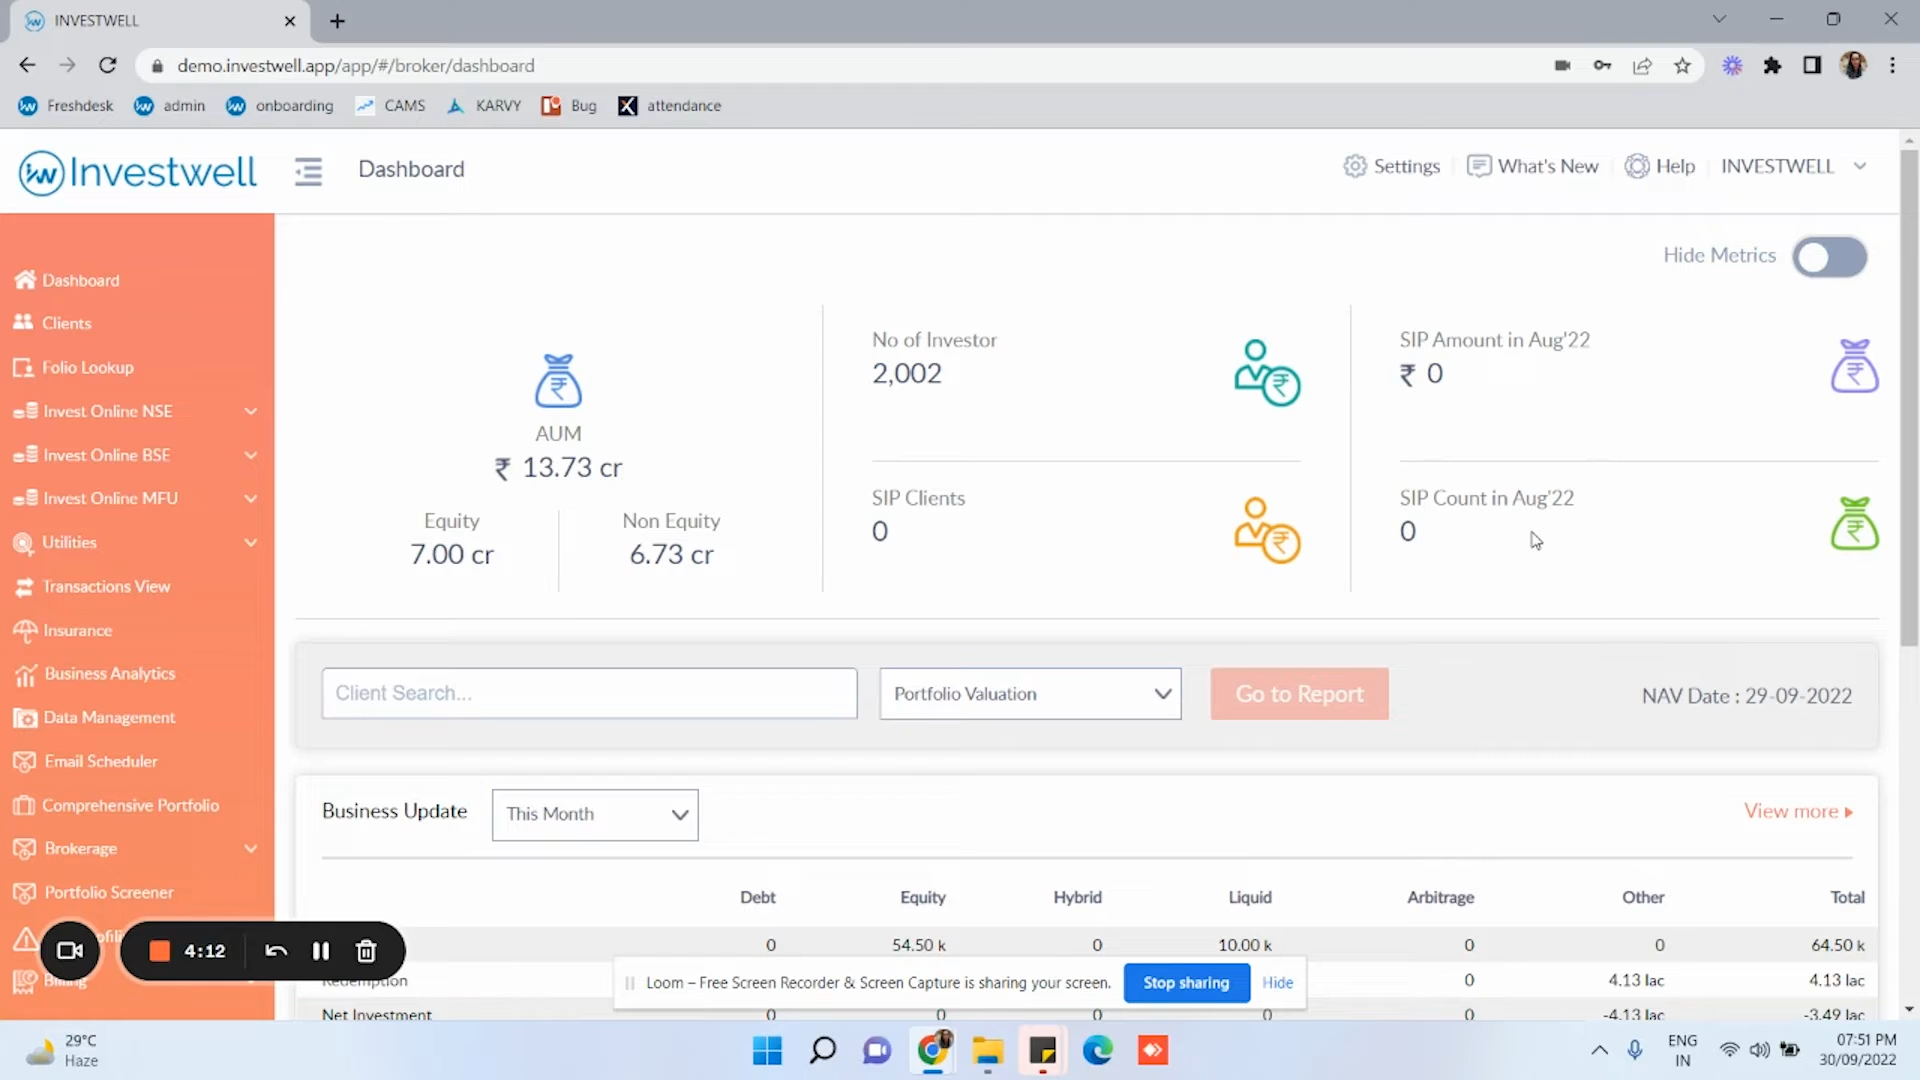 INVESTWELL
demo.investwell.app/app/#/broker/dashboard
Freshdesk admin onboarding CAMS KARVY Bug attendance
Investwell Dashboard Settings What's New Help INVESTWELL
Hide Metrics
Dashboard
Clients
Folio Lookup
Invest Online NSE
Invest Online BSE
Invest Online MFU
Utilities
Transactions View
Insurance
Business Analytics
Data Management
Email Scheduler
Comprehensive Portfolio
Brokerage
Portfolio Screener
Billing
AUM
₹ 13.73 cr
Equity
7.00 cr
Non Equity
6.73 cr
No of Investor
2,002
SIP Clients
0
SIP Amount in Aug'22
₹ 0
SIP Count in Aug'22
0
Client Search... Portfolio Valuation Go to Report NAV Date : 29-09-2022
Business Update This Month View more
Debt Equity Hybrid Liquid Arbitrage Other Total
0 54.50 k 0 10.00 k 0 0 64.50 k
Redemption 0 4.13 lac 4.13 lac
Net Investment 0 0 0 0 0 -4.13 lac -3.49 lac
4:12
Loom – Free Screen Recorder & Screen Capture is sharing your screen. Stop sharing Hide
29°C
Haze
ENG
IN
07:51 PM
30/09/2022